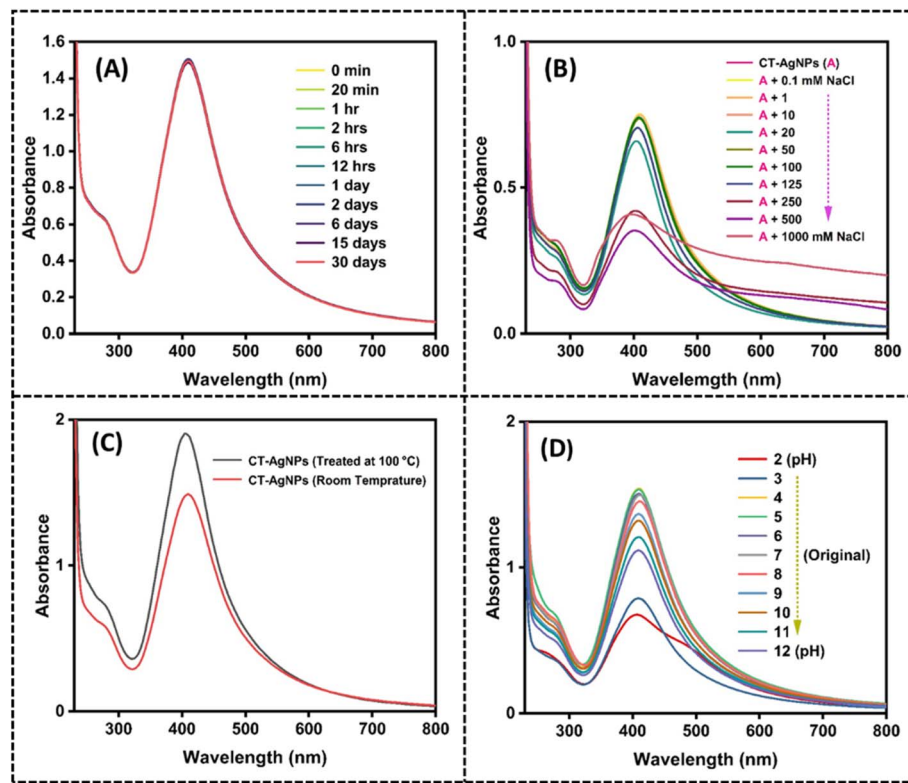 (A)
1.6
1.4
1.2
1.0
0.8
0.6
0.4
0.2
0.0
Absorbance
300 400 500 600 700 800
Wavelength (nm)
0 min
20 min
1 hr
2 hrs
6 hrs
12 hrs
1 day
2 days
6 days
15 days
30 days
(B)
1.0
0.5
0.0
Absorbance
300 400 500 600 700 800
Wavelemgth (nm)
CT-AgNPs (A)
A + 0.1 mM NaCl
A + 1
A + 10
A + 20
A + 50
A + 100
A + 125
A + 250
A + 500
A + 1000 mM NaCl
(C)
2
1
0
Absorbance
300 400 500 600 700 800
Wavelength (nm)
CT-AgNPs (Treated at 100 °C)
CT-AgNPs (Room Temprature)
(D)
2
1
0
Absorbance
300 400 500 600 700 800
Wavelength (nm)
2 (pH)
3
4
5
6
7 (Original)
8
9
10
11
12 (pH)